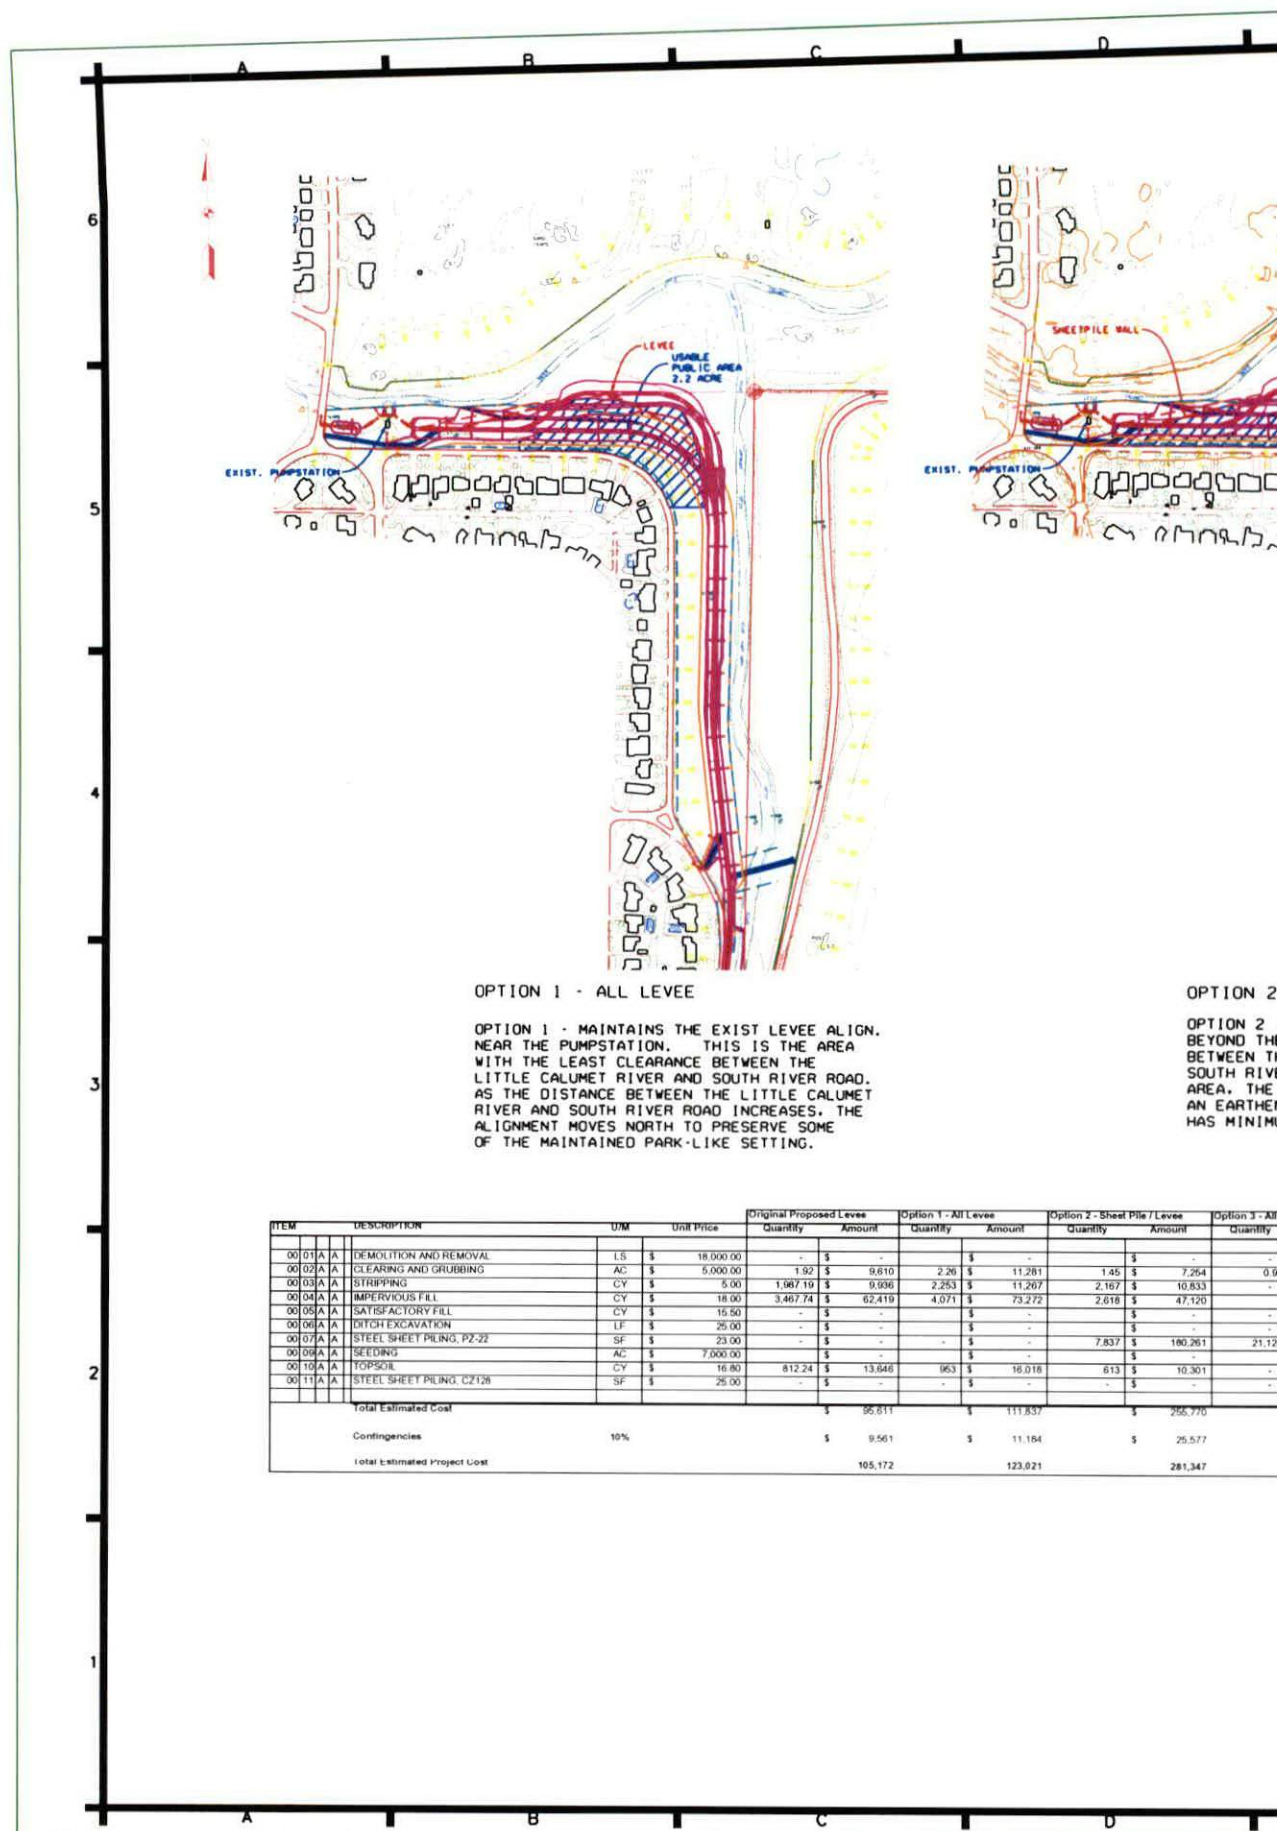 A B C D
6
LEVEE
USABLE
PUBLIC AREA
2.2 ACRE
SHEETPILE WALL
EXIST. PUMPSTATION
EXIST. PUMPSTATION
5
4
OPTION 1 - ALL LEVEE
OPTION 1 - MAINTAINS THE EXIST LEVEE ALIGN.
NEAR THE PUMPSTATION. THIS IS THE AREA
WITH THE LEAST CLEARANCE BETWEEN THE
LITTLE CALUMET RIVER AND SOUTH RIVER ROAD.
AS THE DISTANCE BETWEEN THE LITTLE CALUMET
RIVER AND SOUTH RIVER ROAD INCREASES. THE
ALIGNMENT MOVES NORTH TO PRESERVE SOME
OF THE MAINTAINED PARK-LIKE SETTING.
OPTION 2
OPTION 2
BEYOND THE
BETWEEN TH
SOUTH RIVE
AREA. THE
AN EARTHEN
HAS MINIMU
3
Original Proposed Levee Option 1 - All Levee Option 2 - Sheet Pile / Levee Option 3 - All
ITEM DESCRIPTION U/M Unit Price Quantity Amount Quantity Amount Quantity Amount Quantity
00 01 A A DEMOLITION AND REMOVAL LS $ 18,000.00 - $ - $ - $ - -
00 02 A A CLEARING AND GRUBBING AC $ 5,000.00 1.92 $ 9,610 2.26 $ 11,281 1.45 $ 7,254 0.9
00 03 A A STRIPPING CY $ 5.00 1,987.19 $ 9,936 2,253 $ 11,267 2,167 $ 10,833 -
00 04 A A IMPERVIOUS FILL CY $ 18.00 3,467.74 $ 62,419 4,071 $ 73,272 2,618 $ 47,120
00 05 A A SATISFACTORY FILL CY $ 15.50 - $ - $ - $ - -
00 06 A A DITCH EXCAVATION LF $ 25.00 - $ - $ - $ - -
00 07 A A STEEL SHEET PILING, PZ-22 SF $ 23.00 - $ - - $ - 7,837 $ 180,261 21,12
00 09 A A SEEDING AC $ 7,000.00 - $ - $ - $ - -
00 10 A A TOPSOIL CY $ 16.80 812.24 $ 13,646 953 $ 16,018 613 $ 10,301 -
00 11 A A STEEL SHEET PILING, CZ128 SF $ 25.00 - $ - - $ - - $ - -
Total Estimated Cost $ 95,611 $ 111,837 $ 255,770
Contingencies 10% $ 9,561 $ 11,184 $ 25,577
Total Estimated Project Cost 105,172 123,021 281,347
2
1
A B C D